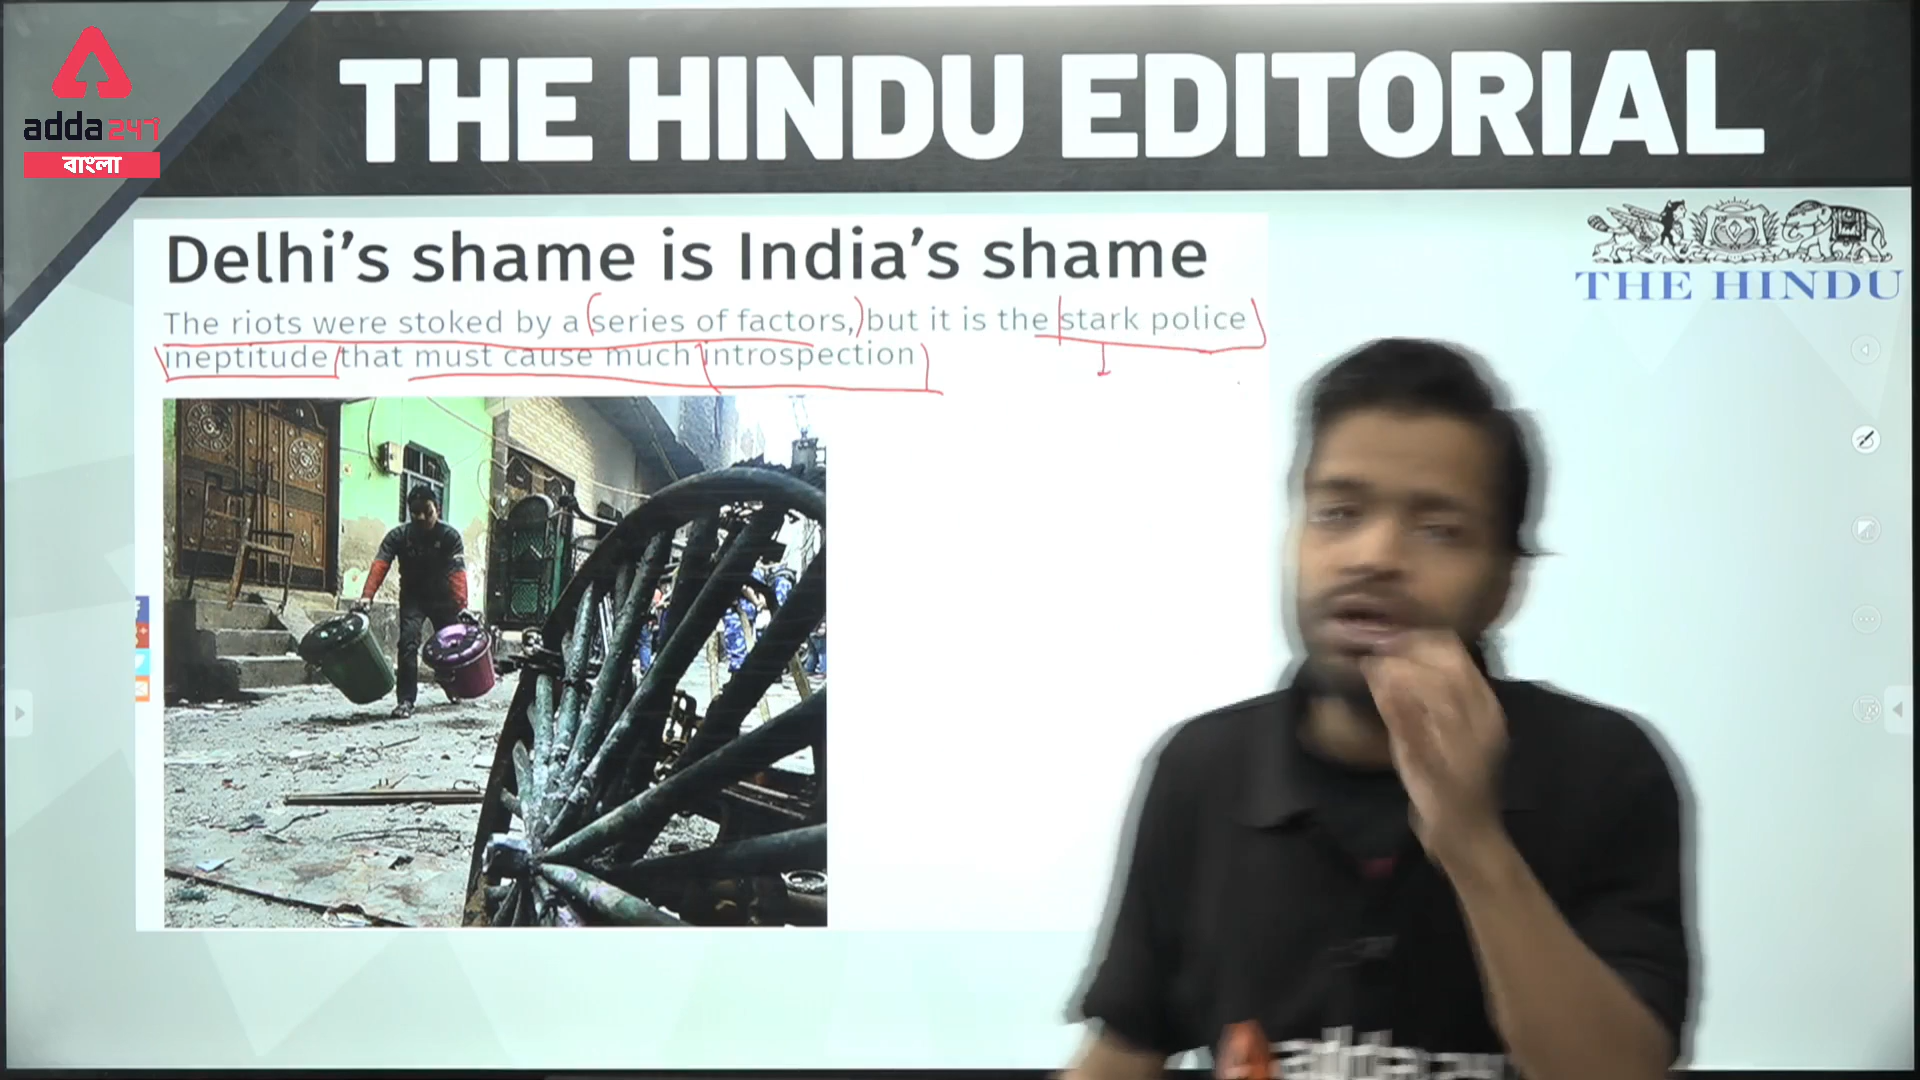 adda247
বাংলা
THE HINDU EDITORIAL
THE HINDU
Delhi's shame is India's shame
The riots were stoked by a series of factors, but it is the stark police
ineptitude that must cause much introspection
adda247